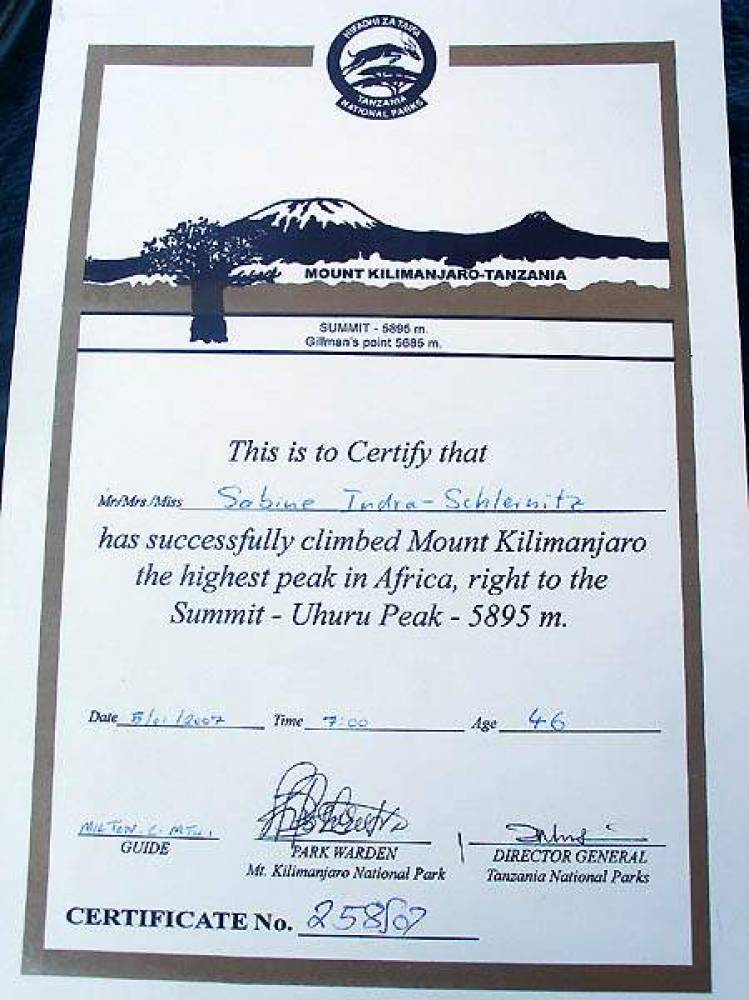 HIFADHI ZA TAIFA
TANZANIA
NATIONAL PARKS
MOUNT KILIMANJARO-TANZANIA
SUMMIT - 5895 m.
Gillman's point 5685 m.
This is to Certify that
Mr/Mrs/Miss Sabine Indra-Schleinitz
has successfully climbed Mount Kilimanjaro
the highest peak in Africa, right to the
Summit - Uhuru Peak - 5895 m.
Date 5/01/2007 Time 7:00 Age 46
MILTON. C.
GUIDE
PARK WARDEN
Mt. Kilimanjaro National Park
DIRECTOR GENERAL
Tanzania National Parks
CERTIFICATE No. 258/07